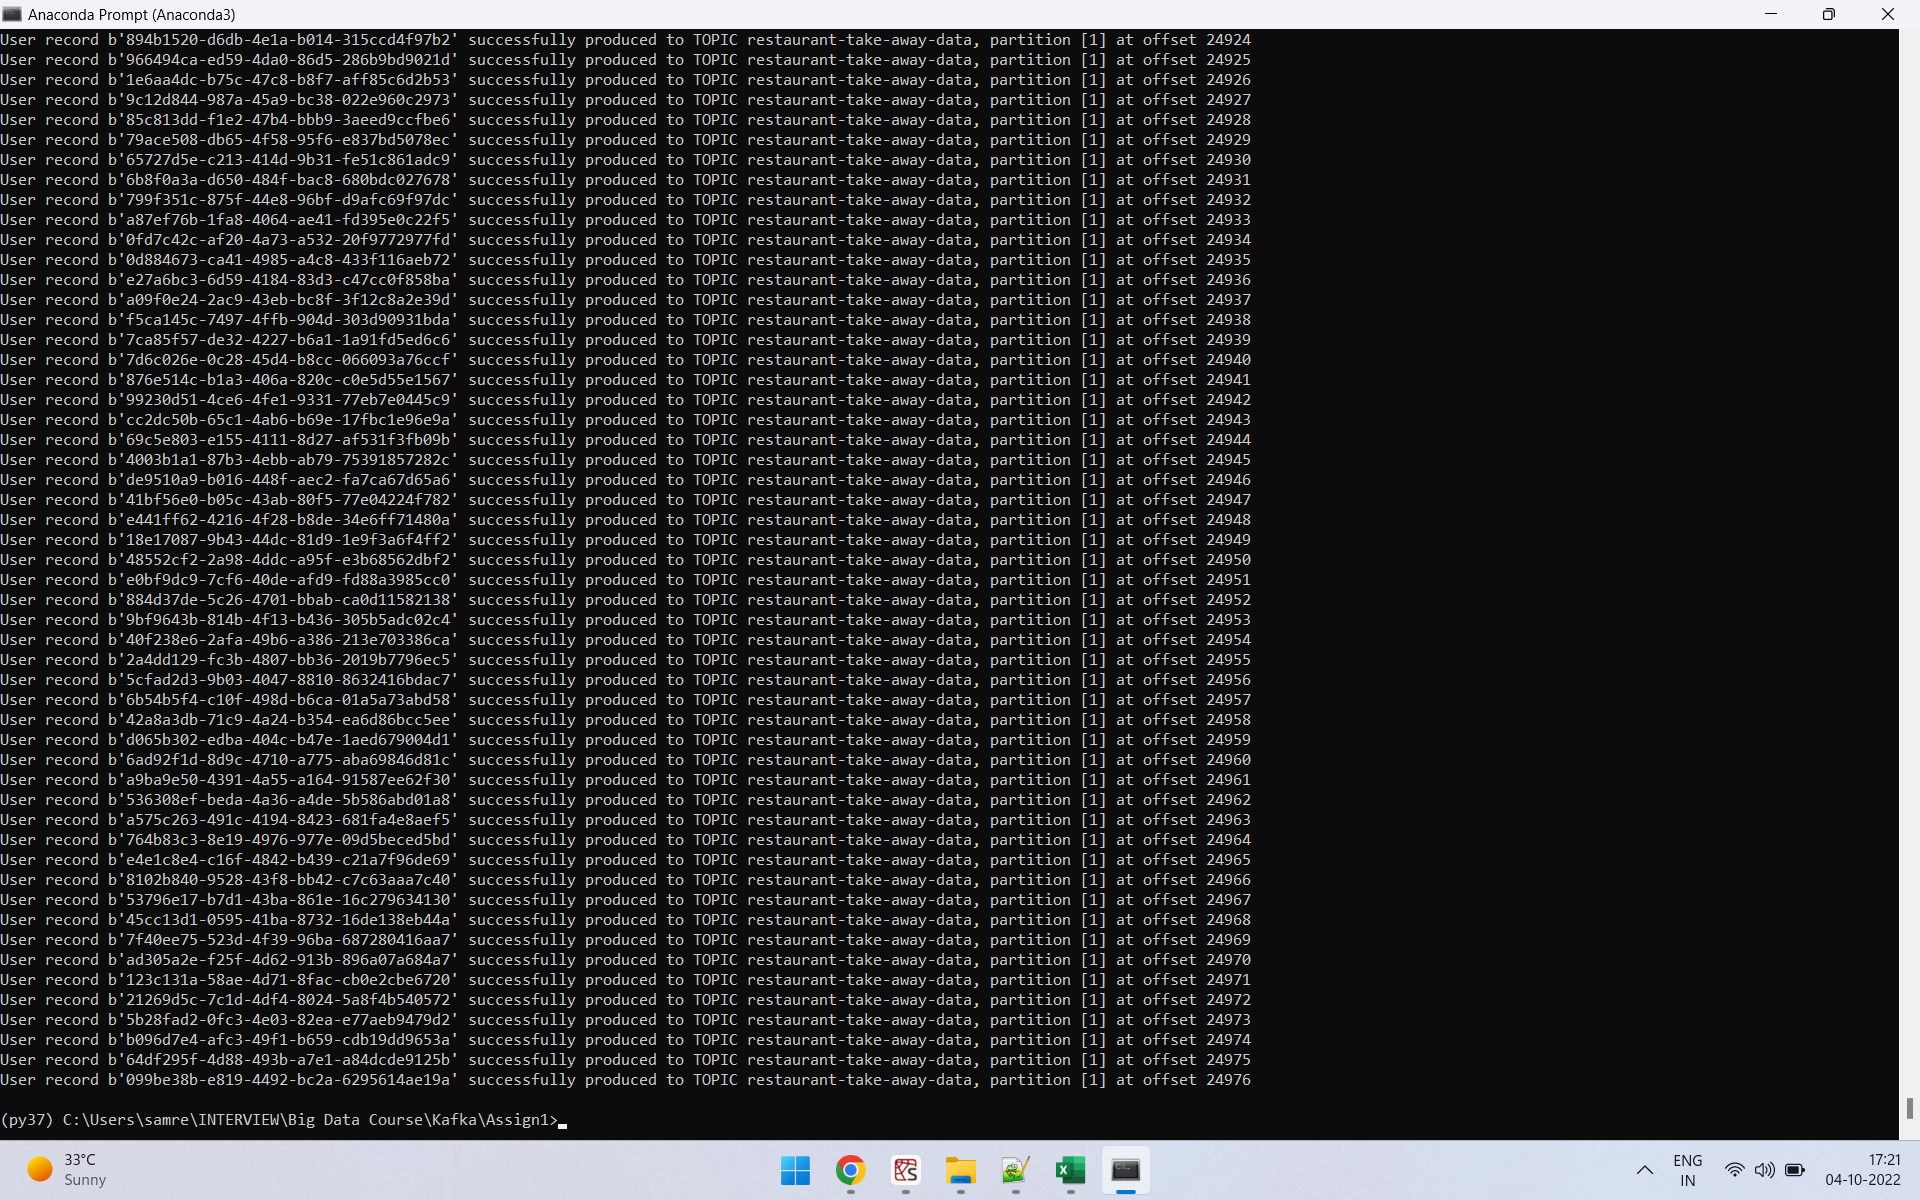 Anaconda Prompt (Anaconda3)
User record b'894b1520-d6db-4e1a-b014-315ccd4f97b2' successfully produced to TOPIC restaurant-take-away-data, partition [1] at offset 24924
User record b'966494ca-ed59-4da0-86d5-286b9bd9021d' successfully produced to TOPIC restaurant-take-away-data, partition [1] at offset 24925
User record b'1e6aa4dc-b75c-47c8-b8f7-aff85c6d2b53' successfully produced to TOPIC restaurant-take-away-data, partition [1] at offset 24926
User record b'9c12d844-987a-45a9-bc38-022e960c2973' successfully produced to TOPIC restaurant-take-away-data, partition [1] at offset 24927
User record b'85c813dd-f1e2-47b4-bbb9-3aeed9ccfbe6' successfully produced to TOPIC restaurant-take-away-data, partition [1] at offset 24928
User record b'79ace508-db65-4f58-95f6-e837bd5078ec' successfully produced to TOPIC restaurant-take-away-data, partition [1] at offset 24929
User record b'65727d5e-c213-414d-9b31-fe51c861adc9' successfully produced to TOPIC restaurant-take-away-data, partition [1] at offset 24930
User record b'6b8f0a3a-d650-484f-bac8-680bdc027678' successfully produced to TOPIC restaurant-take-away-data, partition [1] at offset 24931
User record b'799f351c-875f-44e8-96bf-d9afc69f97dc' successfully produced to TOPIC restaurant-take-away-data, partition [1] at offset 24932
User record b'a87ef76b-1fa8-4064-ae41-fd395e0c22f5' successfully produced to TOPIC restaurant-take-away-data, partition [1] at offset 24933
User record b'0fd7c42c-af20-4a73-a532-20f9772977fd' successfully produced to TOPIC restaurant-take-away-data, partition [1] at offset 24934
User record b'0d884673-ca41-4985-a4c8-433f116aeb72' successfully produced to TOPIC restaurant-take-away-data, partition [1] at offset 24935
User record b'e27a6bc3-6d59-4184-83d3-c47cc0f858ba' successfully produced to TOPIC restaurant-take-away-data, partition [1] at offset 24936
User record b'a09f0e24-2ac9-43eb-bc8f-3f12c8a2e39d' successfully produced to TOPIC restaurant-take-away-data, partition [1] at offset 24937
User record b'f5ca145c-7497-4ffb-904d-303d90931bda' successfully produced to TOPIC restaurant-take-away-data, partition [1] at offset 24938
User record b'7ca85f57-de32-4227-b6a1-1a91fd5ed6c6' successfully produced to TOPIC restaurant-take-away-data, partition [1] at offset 24939
User record b'7d6c026e-0c28-45d4-b8cc-066093a76ccf' successfully produced to TOPIC restaurant-take-away-data, partition [1] at offset 24940
User record b'876e514c-b1a3-406a-820c-c0e5d55e1567' successfully produced to TOPIC restaurant-take-away-data, partition [1] at offset 24941
User record b'99230d51-4ce6-4fe1-9331-77eb7e0445c9' successfully produced to TOPIC restaurant-take-away-data, partition [1] at offset 24942
User record b'cc2dc50b-65c1-4ab6-b69e-17fbc1e96e9a' successfully produced to TOPIC restaurant-take-away-data, partition [1] at offset 24943
User record b'69c5e803-e155-4111-8d27-af531f3fb09b' successfully produced to TOPIC restaurant-take-away-data, partition [1] at offset 24944
User record b'4003b1a1-87b3-4ebb-ab79-75391857282c' successfully produced to TOPIC restaurant-take-away-data, partition [1] at offset 24945
User record b'de9510a9-b016-448f-aec2-fa7ca67d65a6' successfully produced to TOPIC restaurant-take-away-data, partition [1] at offset 24946
User record b'41bf56e0-b05c-43ab-80f5-77e04224f782' successfully produced to TOPIC restaurant-take-away-data, partition [1] at offset 24947
User record b'e441ff62-4216-4f28-b8de-34e6ff71480a' successfully produced to TOPIC restaurant-take-away-data, partition [1] at offset 24948
User record b'18e17087-9b43-44dc-81d9-1e9f3a6f4ff2' successfully produced to TOPIC restaurant-take-away-data, partition [1] at offset 24949
User record b'48552cf2-2a98-4ddc-a95f-e3b68562dbf2' successfully produced to TOPIC restaurant-take-away-data, partition [1] at offset 24950
User record b'e0bf9dc9-7cf6-40de-afd9-fd88a3985cc0' successfully produced to TOPIC restaurant-take-away-data, partition [1] at offset 24951
User record b'884d37de-5c26-4701-bbab-ca0d11582138' successfully produced to TOPIC restaurant-take-away-data, partition [1] at offset 24952
User record b'9bf9643b-814b-4f13-b436-305b5adc02c4' successfully produced to TOPIC restaurant-take-away-data, partition [1] at offset 24953
User record b'40f238e6-2afa-49b6-a386-213e703386ca' successfully produced to TOPIC restaurant-take-away-data, partition [1] at offset 24954
User record b'2a4dd129-fc3b-4807-bb36-2019b7796ec5' successfully produced to TOPIC restaurant-take-away-data, partition [1] at offset 24955
User record b'5cfad2d3-9b03-4047-8810-8632416bdac7' successfully produced to TOPIC restaurant-take-away-data, partition [1] at offset 24956
User record b'6b54b5f4-c10f-498d-b6ca-01a5a73abd58' successfully produced to TOPIC restaurant-take-away-data, partition [1] at offset 24957
User record b'42a8a3db-71c9-4a24-b354-ea6d86bcc5ee' successfully produced to TOPIC restaurant-take-away-data, partition [1] at offset 24958
User record b'd065b302-edba-404c-b47e-1aed679004d1' successfully produced to TOPIC restaurant-take-away-data, partition [1] at offset 24959
User record b'6ad92f1d-8d9c-4710-a775-aba69846d81c' successfully produced to TOPIC restaurant-take-away-data, partition [1] at offset 24960
User record b'a9ba9e50-4391-4a55-a164-91587ee62f30' successfully produced to TOPIC restaurant-take-away-data, partition [1] at offset 24961
User record b'536308ef-beda-4a36-a4de-5b586abd01a8' successfully produced to TOPIC restaurant-take-away-data, partition [1] at offset 24962
User record b'a575c263-491c-4194-8423-681fa4e8aef5' successfully produced to TOPIC restaurant-take-away-data, partition [1] at offset 24963
User record b'764b83c3-8e19-4976-977e-09d5beced5bd' successfully produced to TOPIC restaurant-take-away-data, partition [1] at offset 24964
User record b'e4e1c8e4-c16f-4842-b439-c21a7f96de69' successfully produced to TOPIC restaurant-take-away-data, partition [1] at offset 24965
User record b'8102b840-9528-43f8-bb42-c7c63aaa7c40' successfully produced to TOPIC restaurant-take-away-data, partition [1] at offset 24966
User record b'53796e17-b7d1-43ba-861e-16c279634130' successfully produced to TOPIC restaurant-take-away-data, partition [1] at offset 24967
User record b'45cc13d1-0595-41ba-8732-16de138eb44a' successfully produced to TOPIC restaurant-take-away-data, partition [1] at offset 24968
User record b'7f40ee75-523d-4f39-96ba-687280416aa7' successfully produced to TOPIC restaurant-take-away-data, partition [1] at offset 24969
User record b'ad305a2e-f25f-4d62-913b-896a07a684a7' successfully produced to TOPIC restaurant-take-away-data, partition [1] at offset 24970
User record b'123c131a-58ae-4d71-8fac-cb0e2cbe6720' successfully produced to TOPIC restaurant-take-away-data, partition [1] at offset 24971
User record b'21269d5c-7c1d-4df4-8024-5a8f4b540572' successfully produced to TOPIC restaurant-take-away-data, partition [1] at offset 24972
User record b'5b28fad2-0fc3-4e03-82ea-e77aeb9479d2' successfully produced to TOPIC restaurant-take-away-data, partition [1] at offset 24973
User record b'b096d7e4-afc3-49f1-b659-cdb19dd9653a' successfully produced to TOPIC restaurant-take-away-data, partition [1] at offset 24974
User record b'64df295f-4d88-493b-a7e1-a84dcde9125b' successfully produced to TOPIC restaurant-take-away-data, partition [1] at offset 24975
User record b'099be38b-e819-4492-bc2a-6295614ae19a' successfully produced to TOPIC restaurant-take-away-data, partition [1] at offset 24976
(py37) C:\Users\samre\INTERVIEW\Big Data Course\Kafka\Assign1>
33°C
Sunny
ENG
IN
17:21
04-10-2022